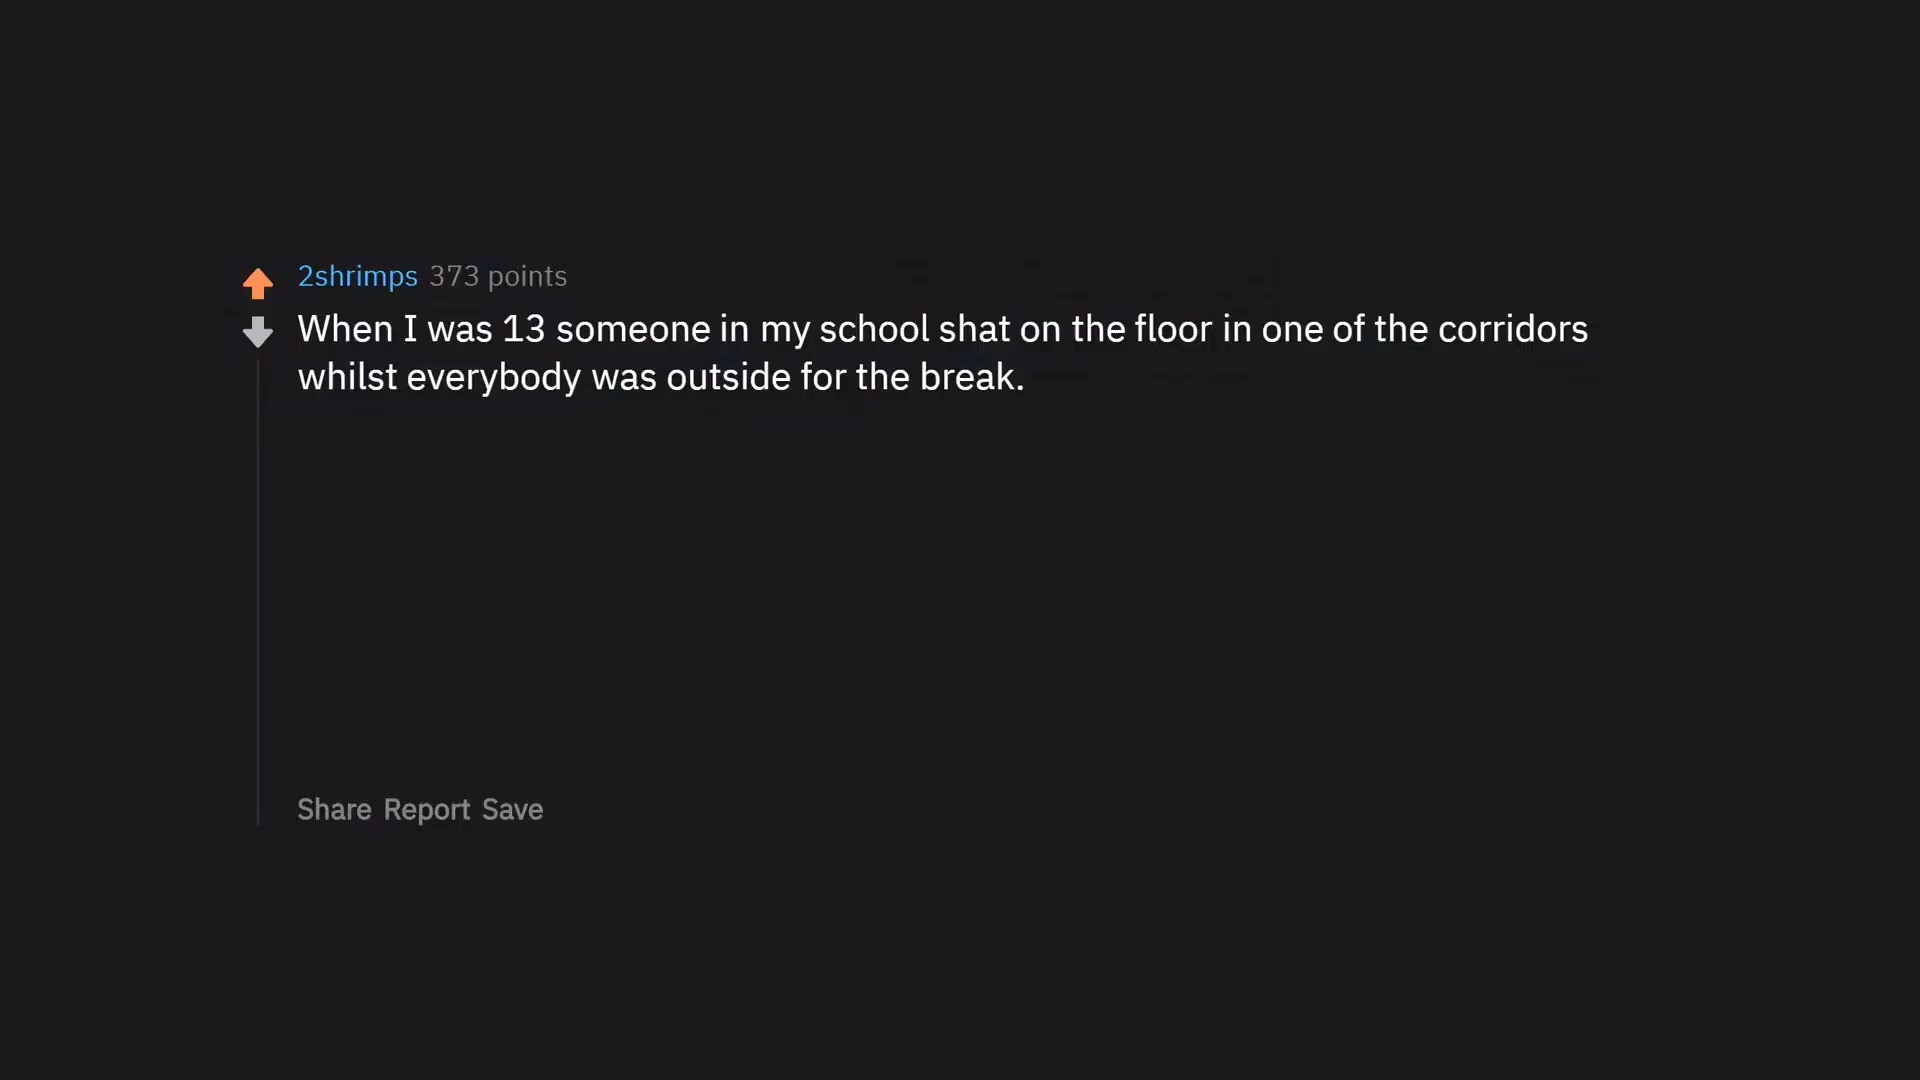 2shrimps 373 points
When I was 13 someone in my school shat on the floor in one of the corridors
whilst everybody was outside for the break.
Share Report Save